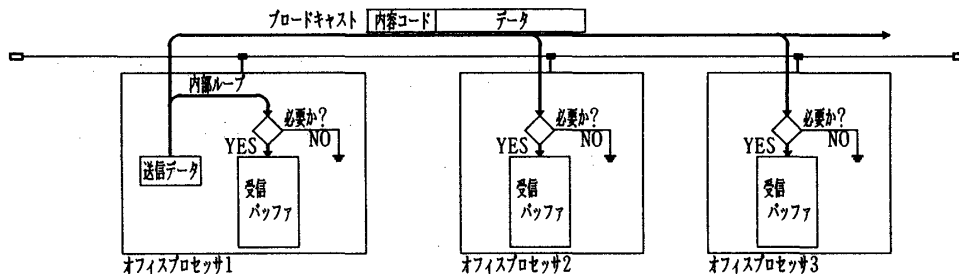 ブロードキャスト 内容コード データ
内部ループ
必要か?
NO
YES
送信データ
受信
バッファ
オフィスプロセッサ1
必要か?
NO
YES
受信
バッファ
オフィスプロセッサ2
必要か?
NO
YES
受信
バッファ
オフィスプロセッサ3